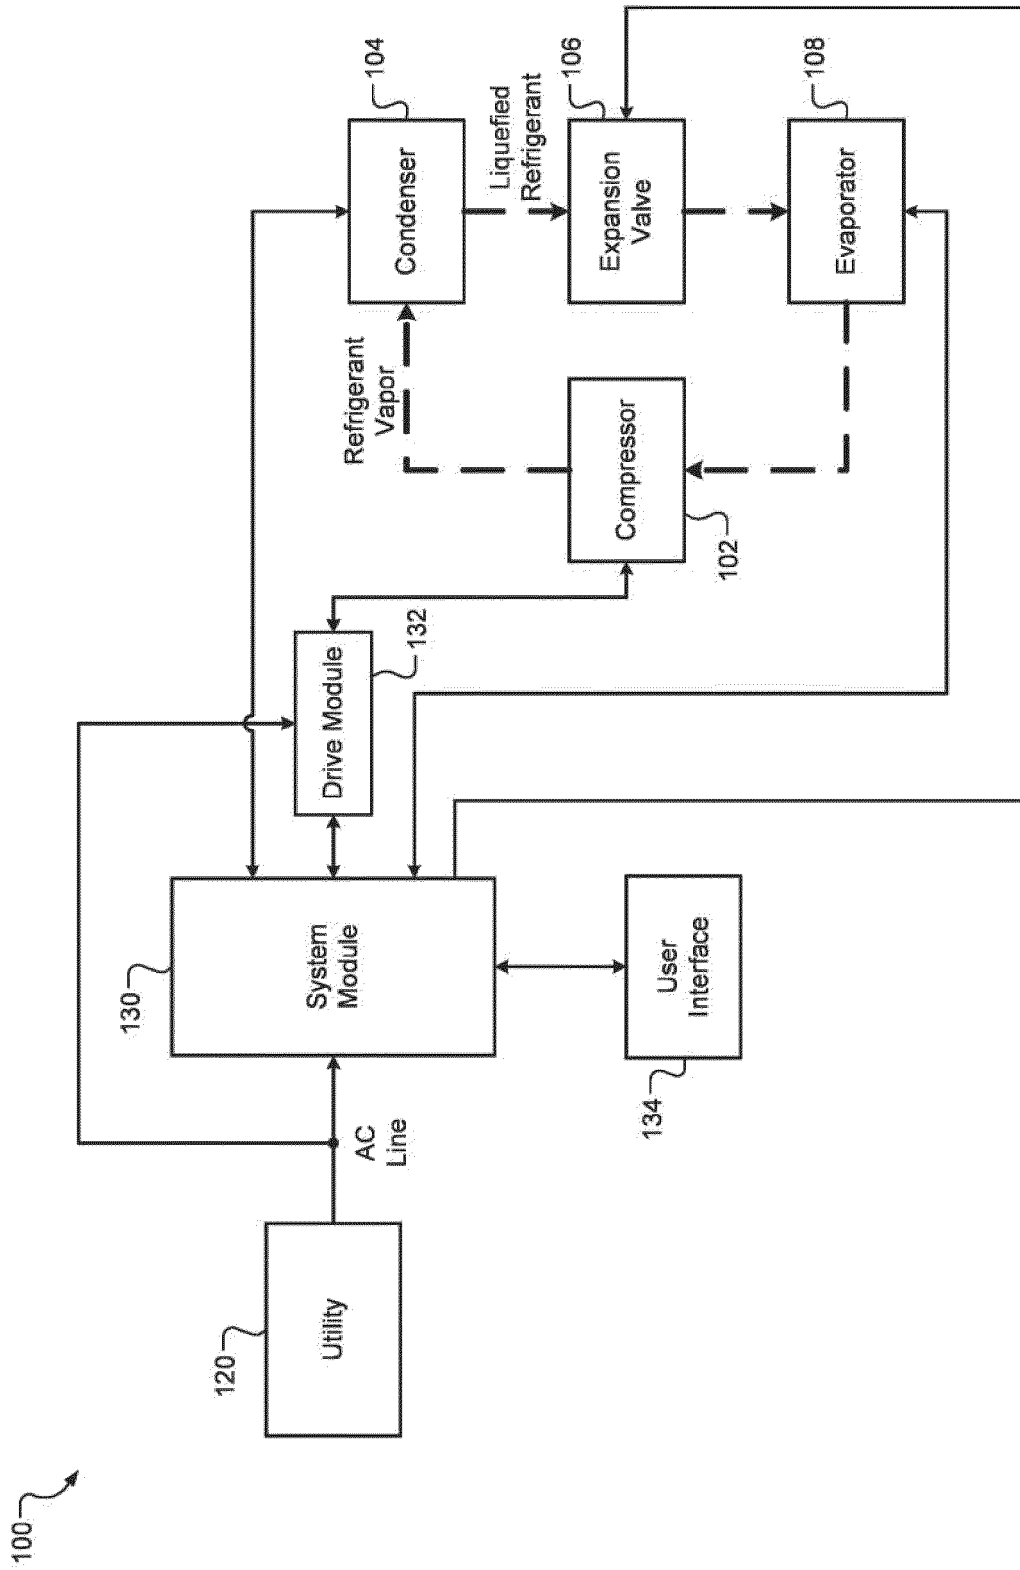 100
120
Utility
AC
Line
130
System
Module
134
User
Interface
Drive Module
132
Refrigerant
Vapor
Compressor
102
104
Condenser
Liquefied
Refrigerant
106
Expansion
Valve
108
Evaporator